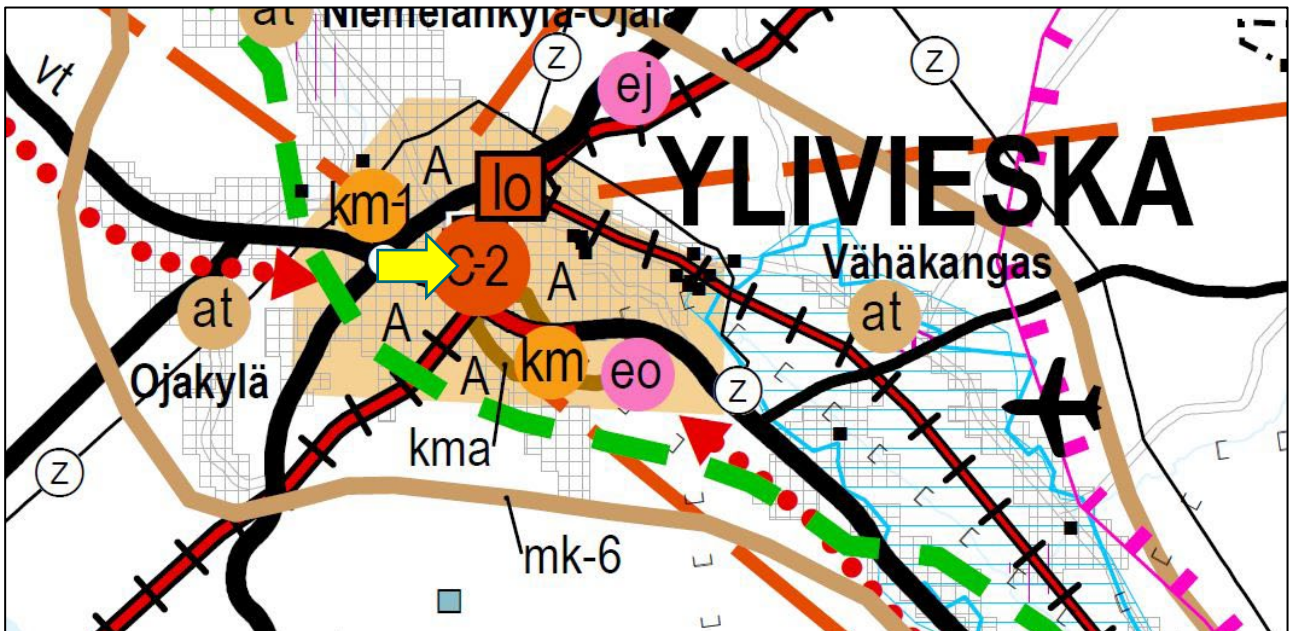 at
Niemelänkylä-Ojala
vt
z
z
ej
YLIVIESKA
A
lo
km-1
C-2
Vähäkangas
A
at
at
A
Ojakylä
A
km
eo
z
kma
z
mk-6